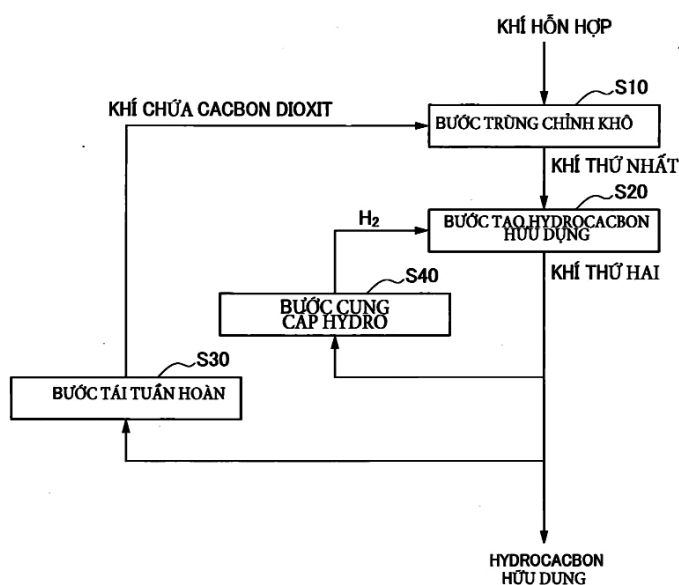 KHÍ HỖN HỢP
S10
KHÍ CHỨA CACBON DIOXIT
BƯỚC TRÙNG CHỈNH KHÔ
KHÍ THỨ NHẤT
S20
H₂
BƯỚC TẠO HYDROCACBON
HỮU DỤNG
KHÍ THỨ HAI
S40
BƯỚC CUNG
CẤP HYDRO
S30
BƯỚC TÁI TUẦN HOÀN
HYDROCACBON
HỮU DUNG